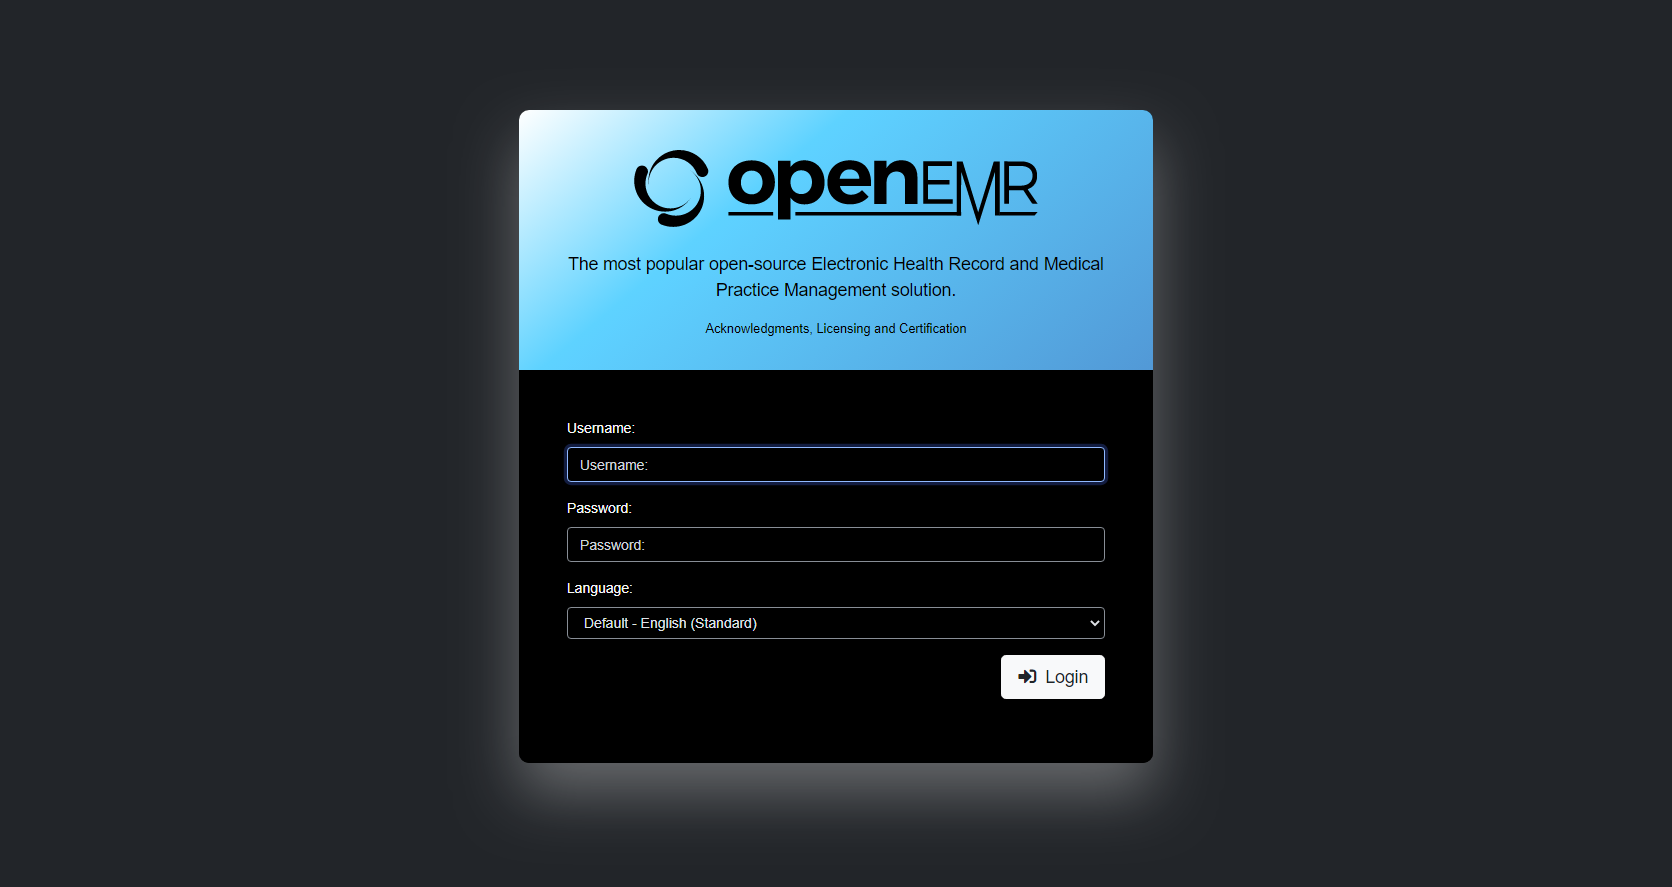 openEMR
The most popular open-source Electronic Health Record and Medical
Practice Management solution.
Acknowledgments, Licensing and Certification
Username:
Username:
Password:
Password:
Language:
Default - English (Standard)
Login